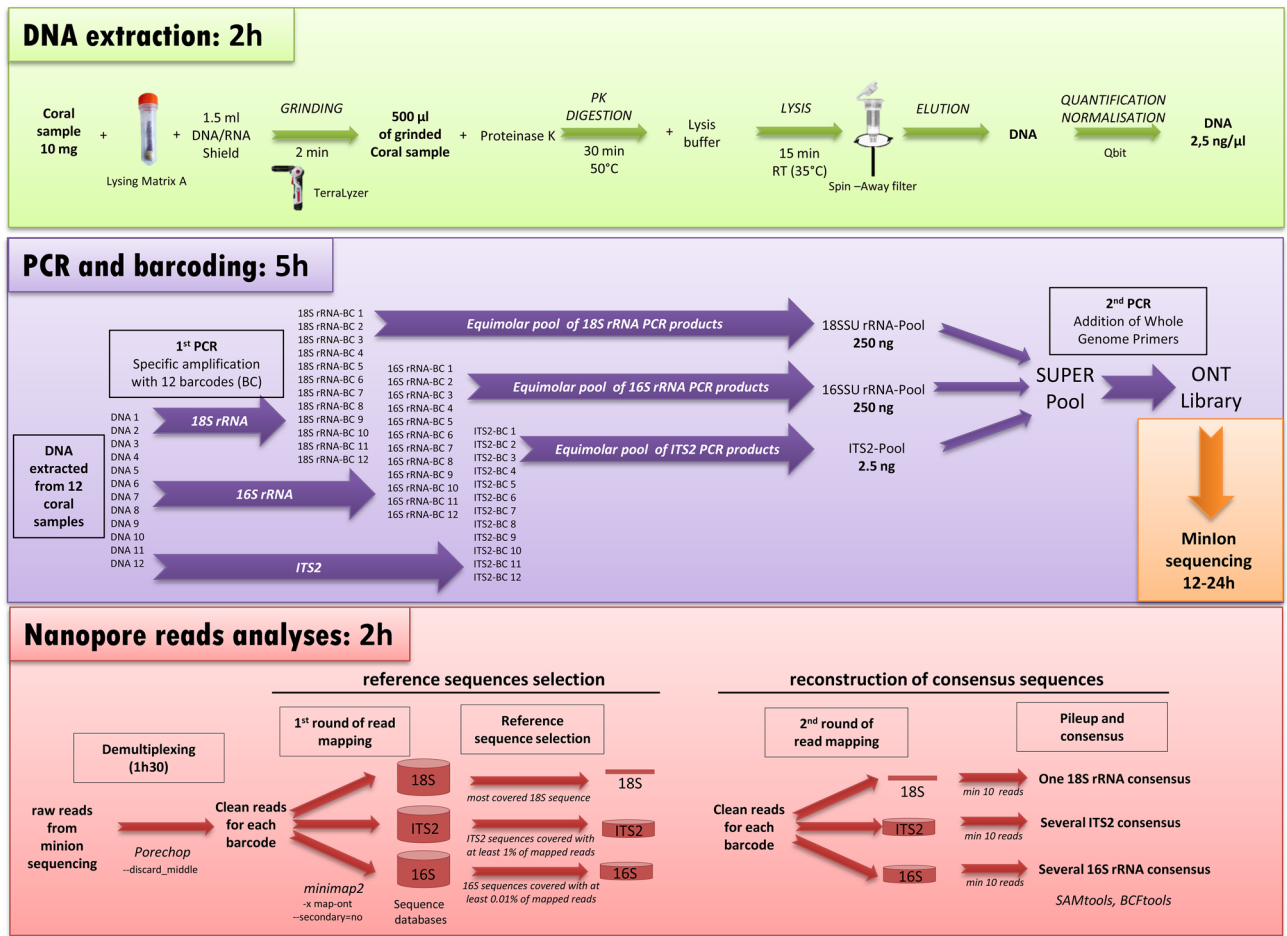 DNA extraction: 2h
Coral
sample
10 mg
+
Lysing Matrix A
+
1.5 ml
DNA/RNA
Shield
GRINDING
2 min
TerraLyzer
500 µl
of grinded
Coral sample
+
Proteinase K
PK
DIGESTION
30 min
50°C
+
Lysis
buffer
LYSIS
15 min
RT (35°C)
Spin –Away filter
ELUTION
DNA
QUANTIFICATION
NORMALISATION
Qbit
DNA
2,5 ng/µl
PCR and barcoding: 5h
DNA
extracted
from 12
coral
samples
DNA 1
DNA 2
DNA 3
DNA 4
DNA 5
DNA 6
DNA 7
DNA 8
DNA 9
DNA 10
DNA 11
DNA 12
1st PCR
Specific amplification
with 12 barcodes (BC)
18S rRNA
16S rRNA
ITS2
18S rRNA-BC 1
18S rRNA-BC 2
18S rRNA-BC 3
18S rRNA-BC 4
18S rRNA-BC 5
18S rRNA-BC 6
18S rRNA-BC 7
18S rRNA-BC 8
18S rRNA-BC 9
18S rRNA-BC 10
18S rRNA-BC 11
18S rRNA-BC 12
16S rRNA-BC 1
16S rRNA-BC 2
16S rRNA-BC 3
16S rRNA-BC 4
16S rRNA-BC 5
16S rRNA-BC 6
16S rRNA-BC 7
16S rRNA-BC 8
16S rRNA-BC 9
16S rRNA-BC 10
16S rRNA-BC 11
16S rRNA-BC 12
ITS2-BC 1
ITS2-BC 2
ITS2-BC 3
ITS2-BC 4
ITS2-BC 5
ITS2-BC 6
ITS2-BC 7
ITS2-BC 8
ITS2-BC 9
ITS2-BC 10
ITS2-BC 11
ITS2-BC 12
Equimolar pool of 18S rRNA PCR products
Equimolar pool of 16S rRNA PCR products
Equimolar pool of ITS2 PCR products
18SSU rRNA-Pool
250 ng
16SSU rRNA-Pool
250 ng
ITS2-Pool
2.5 ng
SUPER
Pool
2nd PCR
Addition of Whole
Genome Primers
ONT
Library
MinIon
sequencing
12-24h
Nanopore reads analyses: 2h
reference sequences selection
raw reads
from
minion
sequencing
Demultiplexing
(1h30)
Porechop
--discard_middle
Clean reads
for each
barcode
1st round of read
mapping
minimap2
-x map-ont
--secondary=no
18S
ITS2
16S
Sequence
databases
Reference
sequence selection
most covered 18S sequence
ITS2 sequences covered with
at least 1% of mapped reads
16S sequences covered with at
least 0.01% of mapped reads
18S
ITS2
16S
reconstruction of consensus sequences
Clean reads
for each
barcode
2nd round of
read mapping
18S
ITS2
16S
Pileup and
consensus
min 10 reads
min 10 reads
min 10 reads
One 18S rRNA consensus
Several ITS2 consensus
Several 16S rRNA consensus
SAMtools, BCFtools